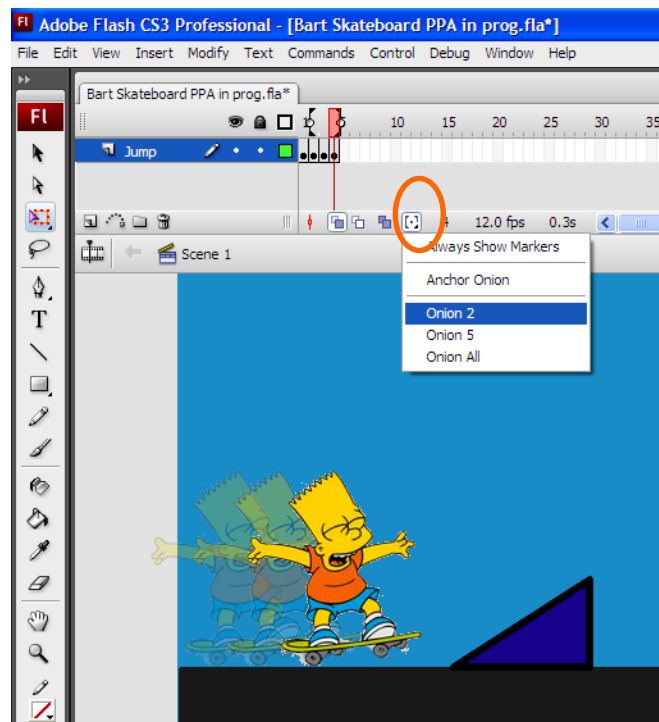 Fl Adobe Flash CS3 Professional - [Bart Skateboard PPA in prog.fla*]
File Edit View Insert Modify Text Commands Control Debug Window Help
Bart Skateboard PPA in prog.fla*
Fl
5 10 15 20 25 30 35
Jump
12.0 fps 0.3s
Always Show Markers
Scene 1
Anchor Onion
Onion 2
Onion 5
Onion All
T